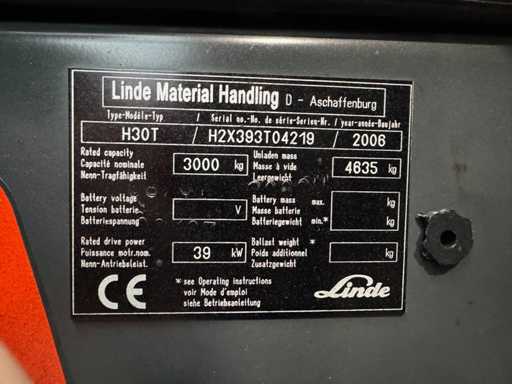 Linde Material Handling D - Aschaffenburg
Type-Modèle-Typ / Serial no.-No. de série-Serien-Nr. / year-année-Baujahr
H30T / H2X393T04219 / 2006
Rated capacity
Capacité nominale 3000 kg
Nenn-Tragfähigkeit
Unladen mass
Masse à vide 4635 kg
Leergewicht
Battery voltage
Tension batterie V
Batteriespannung
Battery mass max. kg
Masse batterie
Batteriegewicht min.* kg
Rated drive power
Puissance motr.nom. 39 kW
Nenn-Antriebsleist.
Ballast weight *
Poids additionnel kg
Zusatzgewicht
CE
* see Operating instructions
voir Mode d'emploi
siehe Betriebsanleitung
Linde